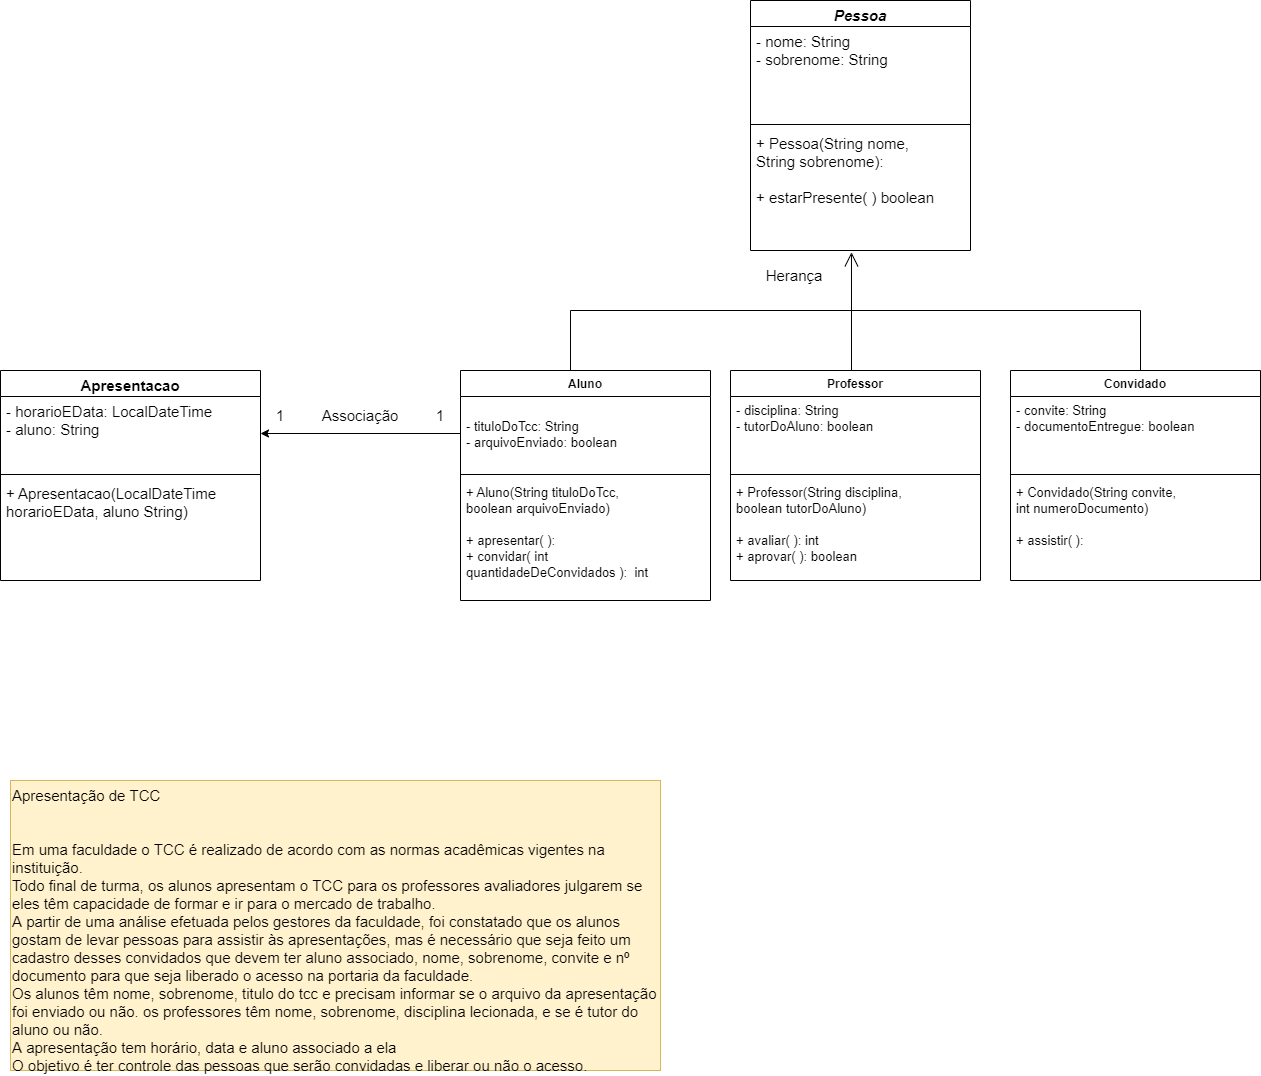 Pessoa
- nome: String
- sobrenome: String
+ Pessoa(String nome,
String sobrenome):
+ estarPresente( ) boolean
Herança
Apresentacao
- horarioEData: LocalDateTime
- aluno: String
+ Apresentacao(LocalDateTime
horarioEData, aluno String)
1 Associação 1
Aluno
- tituloDoTcc: String
- arquivoEnviado: boolean
+ Aluno(String tituloDoTcc,
boolean arquivoEnviado)
+ apresentar( ):
+ convidar( int
quantidadeDeConvidados ): int
Professor
- disciplina: String
- tutorDoAluno: boolean
+ Professor(String disciplina,
boolean tutorDoAluno)
+ avaliar( ): int
+ aprovar( ): boolean
Convidado
- convite: String
- documentoEntregue: boolean
+ Convidado(String convite,
int numeroDocumento)
+ assistir( ):
Apresentação de TCC
Em uma faculdade o TCC é realizado de acordo com as normas acadêmicas vigentes na
instituição.
Todo final de turma, os alunos apresentam o TCC para os professores avaliadores julgarem se
eles têm capacidade de formar e ir para o mercado de trabalho.
A partir de uma análise efetuada pelos gestores da faculdade, foi constatado que os alunos
gostam de levar pessoas para assistir às apresentações, mas é necessário que seja feito um
cadastro desses convidados que devem ter aluno associado, nome, sobrenome, convite e nº
documento para que seja liberado o acesso na portaria da faculdade.
Os alunos têm nome, sobrenome, titulo do tcc e precisam informar se o arquivo da apresentação
foi enviado ou não. os professores têm nome, sobrenome, disciplina lecionada, e se é tutor do
aluno ou não.
A apresentação tem horário, data e aluno associado a ela
O objetivo é ter controle das pessoas que serão convidadas e liberar ou não o acesso.